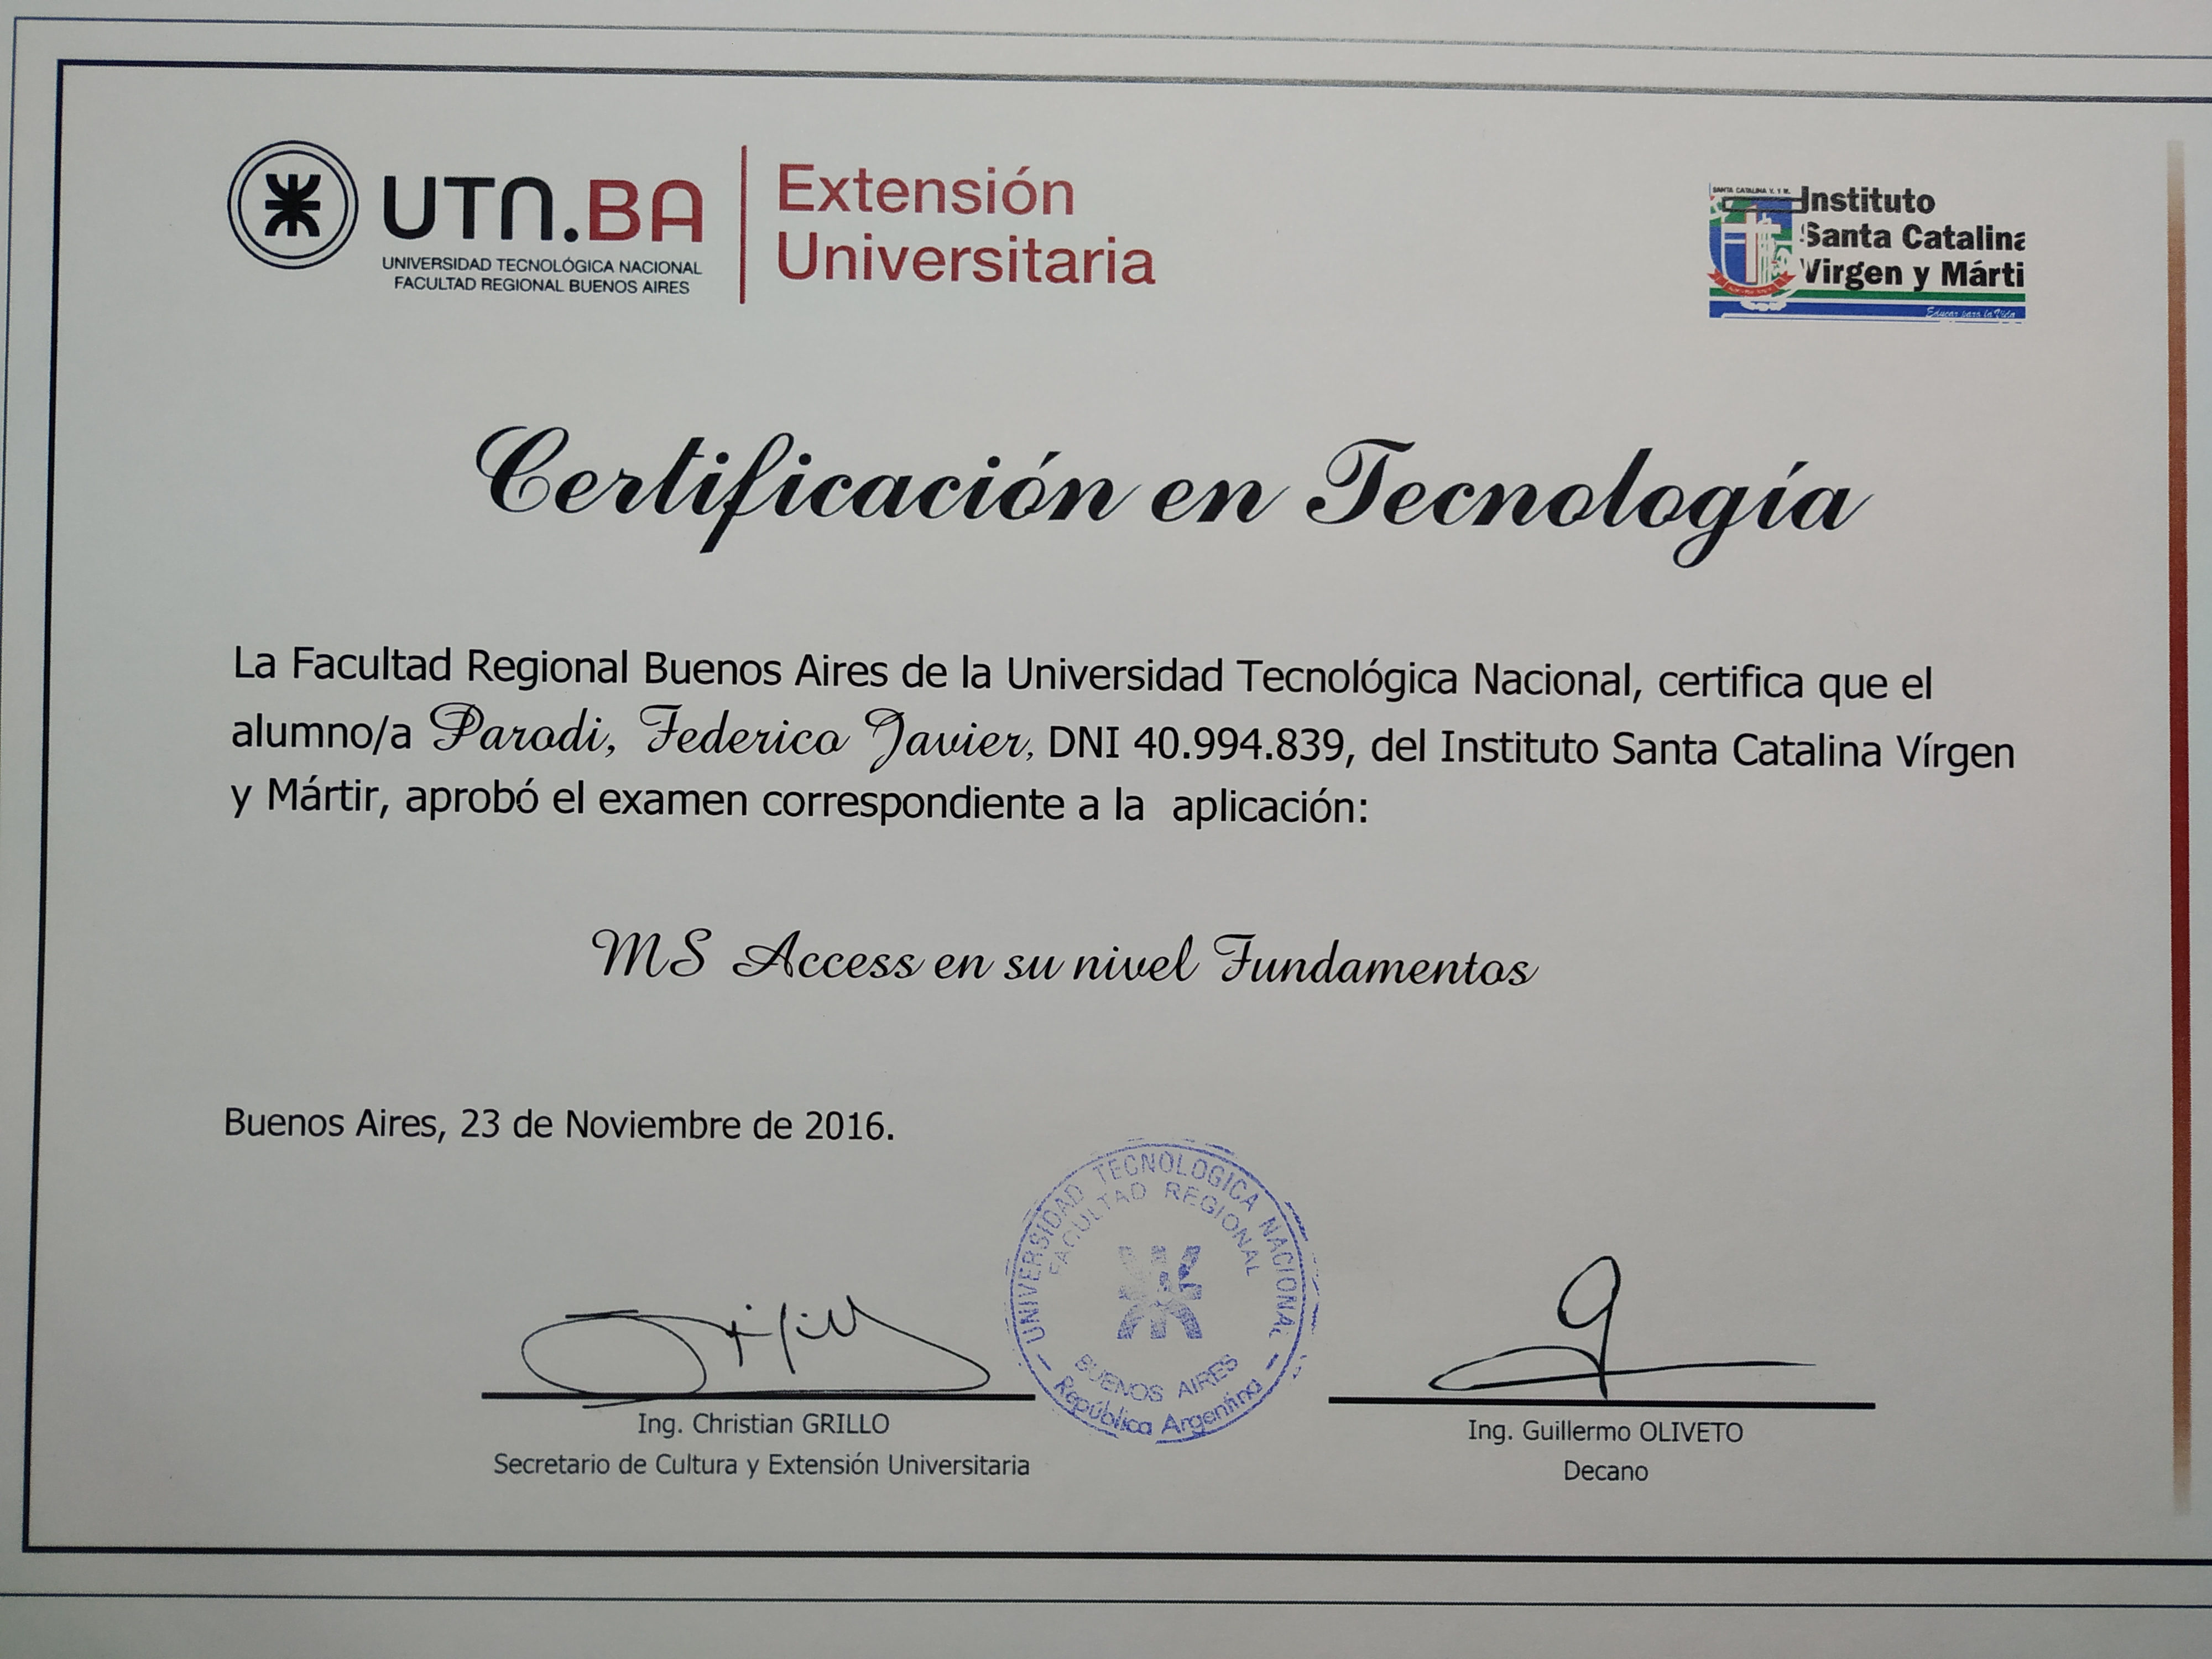 UTN.BA
UNIVERSIDAD TECNOLÓGICA NACIONAL
FACULTAD REGIONAL BUENOS AIRES
Extensión
Universitaria
SANTA CATALINA V. Y M.
Instituto
Santa Catalina
Virgen y Márti
Educar para la Vida
Certificación en Tecnología
La Facultad Regional Buenos Aires de la Universidad Tecnológica Nacional, certifica que el
alumno/a Parodi, Federico Javier, DNI 40.994.839, del Instituto Santa Catalina Vírgen
y Mártir, aprobó el examen correspondiente a la aplicación:
MS Access en su nivel Fundamentos
Buenos Aires, 23 de Noviembre de 2016.
UNIVERSIDAD TECNOLOGICA NACIONAL
FACULTAD REGIONAL
BUENOS AIRES
República Argentina
Ing. Christian GRILLO
Secretario de Cultura y Extensión Universitaria
Ing. Guillermo OLIVETO
Decano